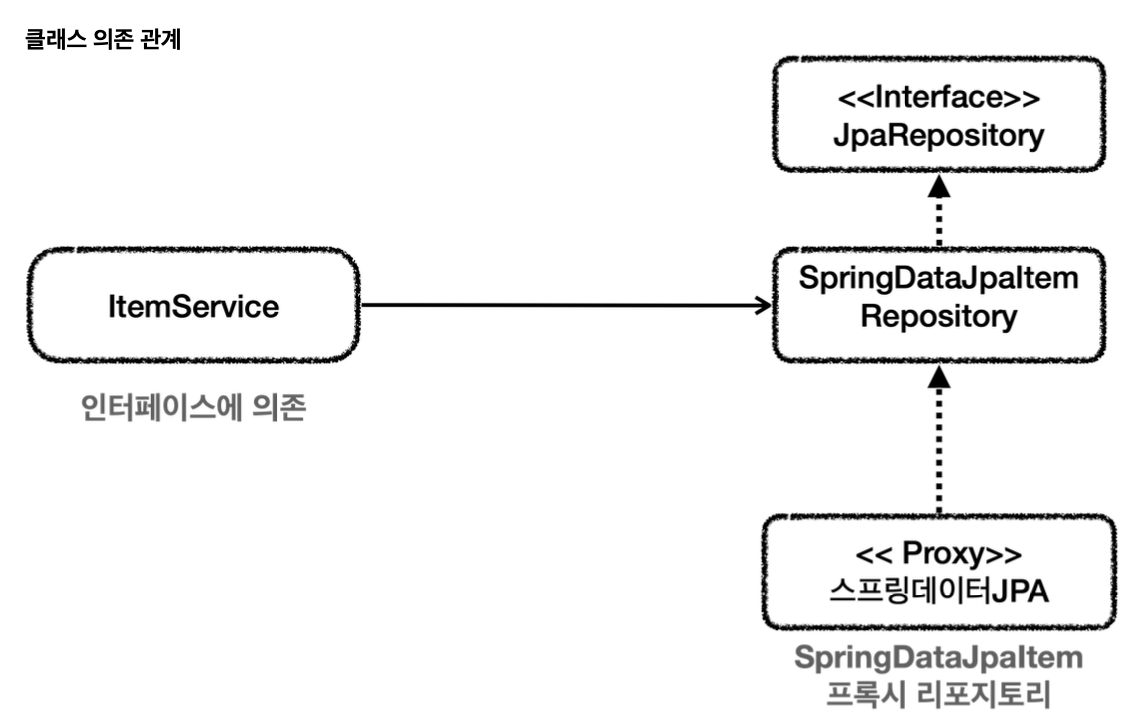 클래스 의존 관계
<<Interface>>
JpaRepository
ItemService
인터페이스에 의존
SpringDataJpaItem
Repository
<< Proxy>>
스프링데이터JPA
SpringDataJpaItem
프록시 리포지토리